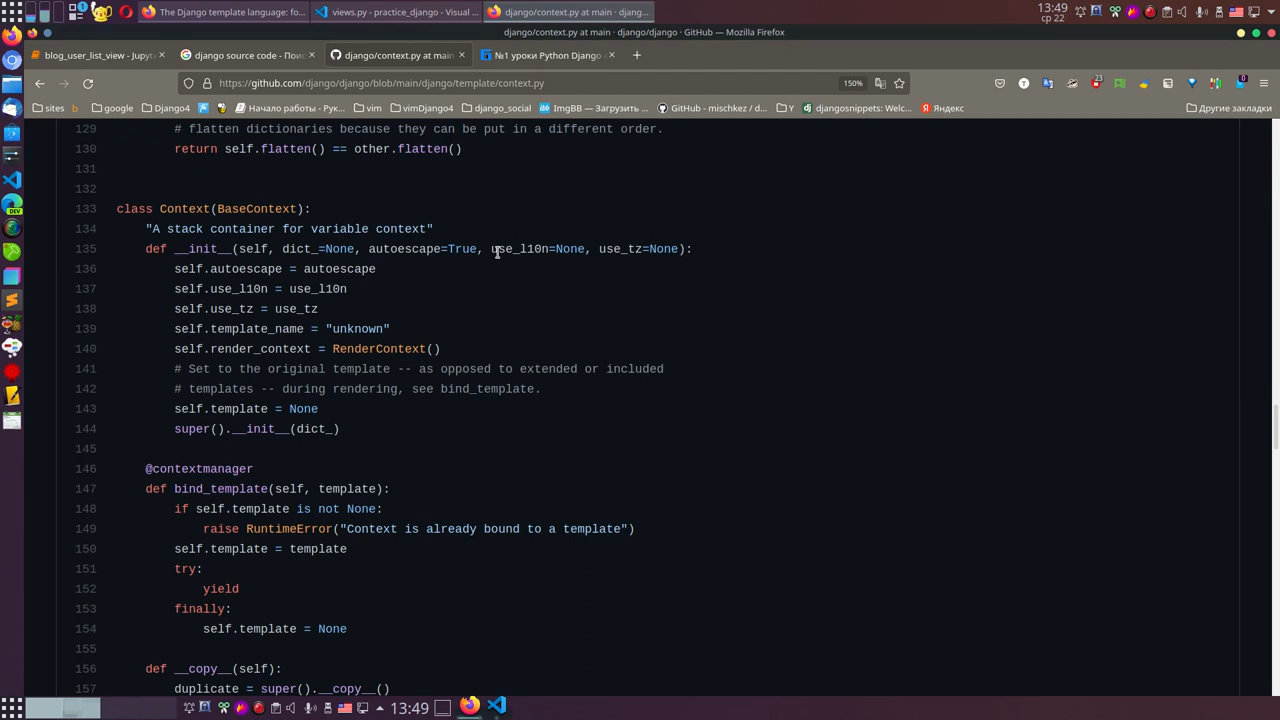 The Django template language: fo...
views.py - practice_django - Visual ...
django/context.py at main · djang...
13:49
ср 22
django/context.py at main · django/django · GitHub — Mozilla Firefox
blog_user_list_view - Jupyt
django source code - Пои
django/context.py at main
№1 уроки Python Django -
https://github.com/django/django/blob/main/django/template/context.py
150%
23
0
sites
b
google
Django4
Начало работы - Рук...
vim
vimDjango4
django_social
ImgBB — Загрузить ...
GitHub - mischkez/d...
Y
djangosnippets: Welc...
Яндекс
Другие закладки
129 # flatten dictionaries because they can be put in a different order.
130 return self.flatten() == other.flatten()
131
132
133 class Context(BaseContext):
134 "A stack container for variable context"
135 def __init__(self, dict_=None, autoescape=True, use_l10n=None, use_tz=None):
136 self.autoescape = autoescape
137 self.use_l10n = use_l10n
138 self.use_tz = use_tz
139 self.template_name = "unknown"
140 self.render_context = RenderContext()
141 # Set to the original template -- as opposed to extended or included
142 # templates -- during rendering, see bind_template.
143 self.template = None
144 super().__init__(dict_)
145
146 @contextmanager
147 def bind_template(self, template):
148 if self.template is not None:
149 raise RuntimeError("Context is already bound to a template")
150 self.template = template
151 try:
152 yield
153 finally:
154 self.template = None
155
156 def __copy__(self):
157 duplicate = super().__copy__()
13:49